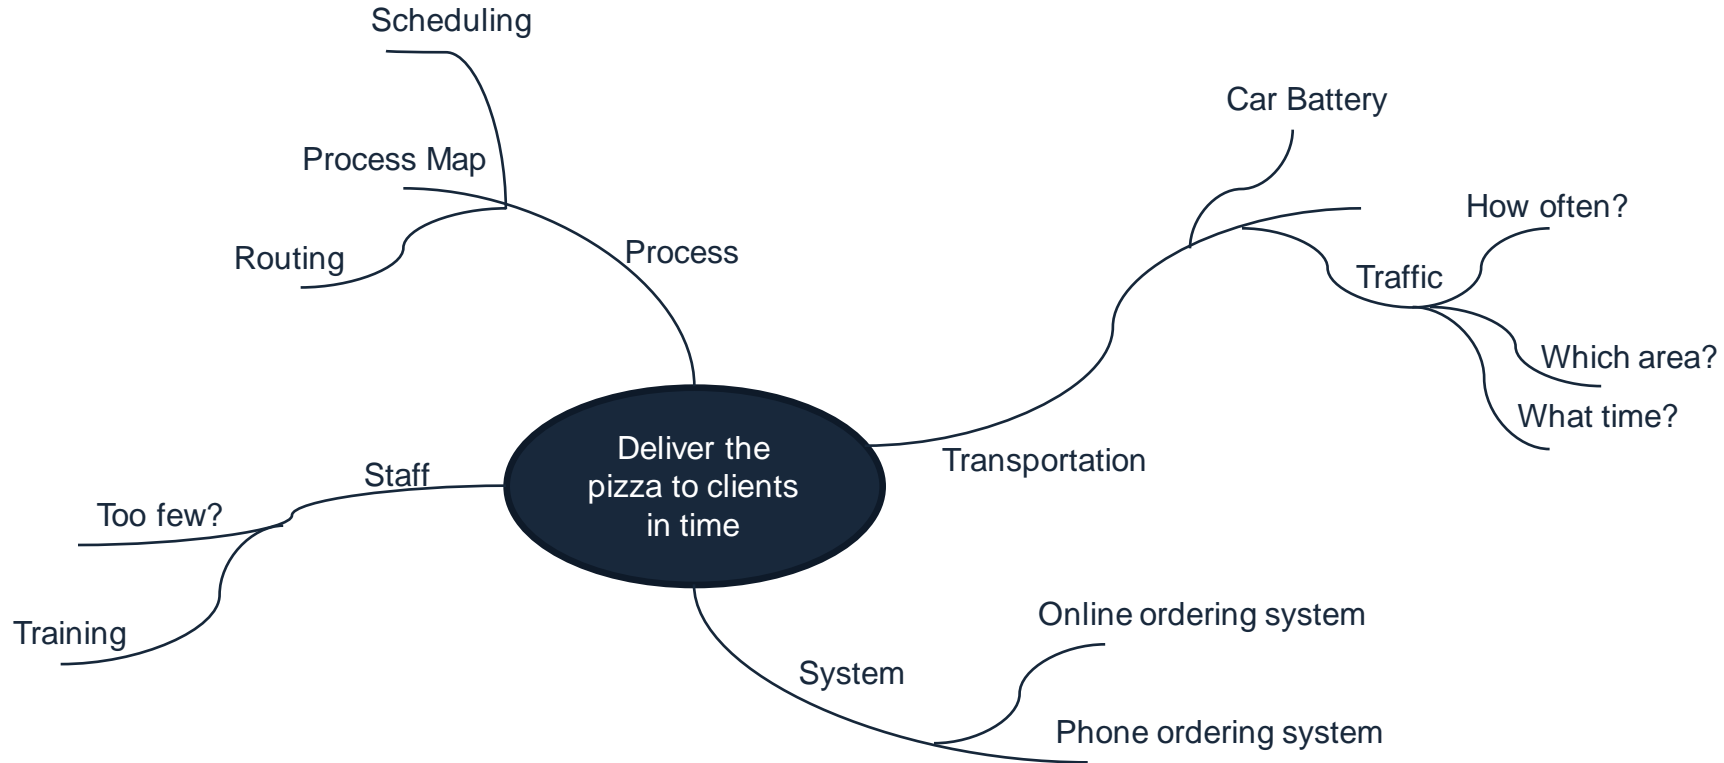 Scheduling
Car Battery
Process Map
How often?
Process
Routing
Traffic
Which area?
What time?
Deliver the
pizza to clients
in time
Transportation
Staff
Too few?
Training
Online ordering system
System
Phone ordering system